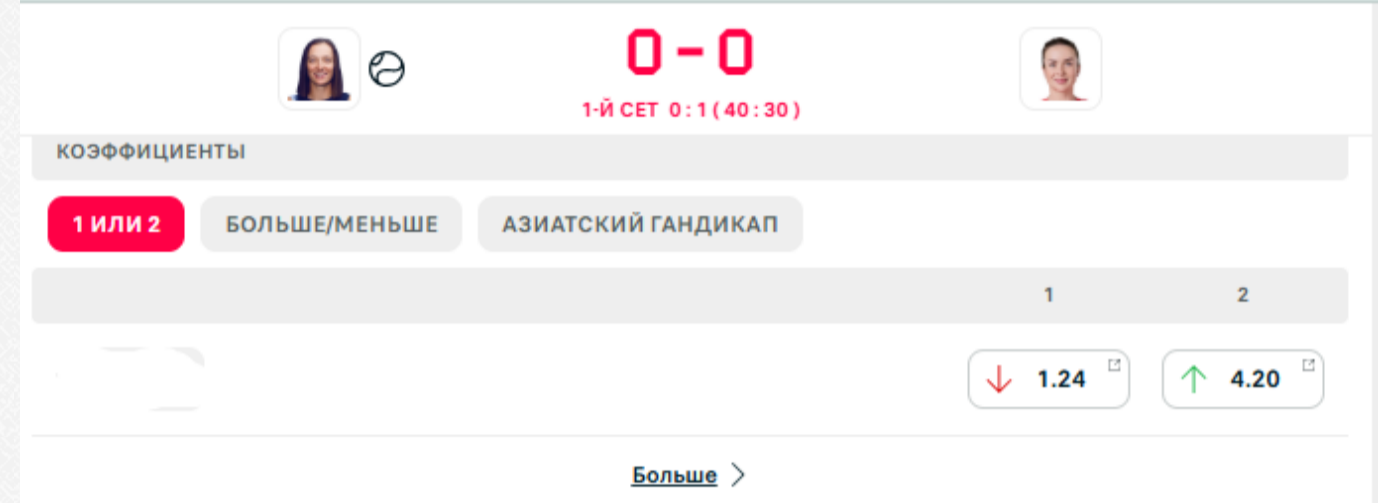 0 - 0
1-Й СЕТ 0 : 1 ( 40 : 30 )
КОЭФФИЦИЕНТЫ
1 ИЛИ 2 БОЛЬШЕ/МЕНЬШЕ АЗИАТСКИЙ ГАНДИКАП
1 2
1.24 4.20
Больше